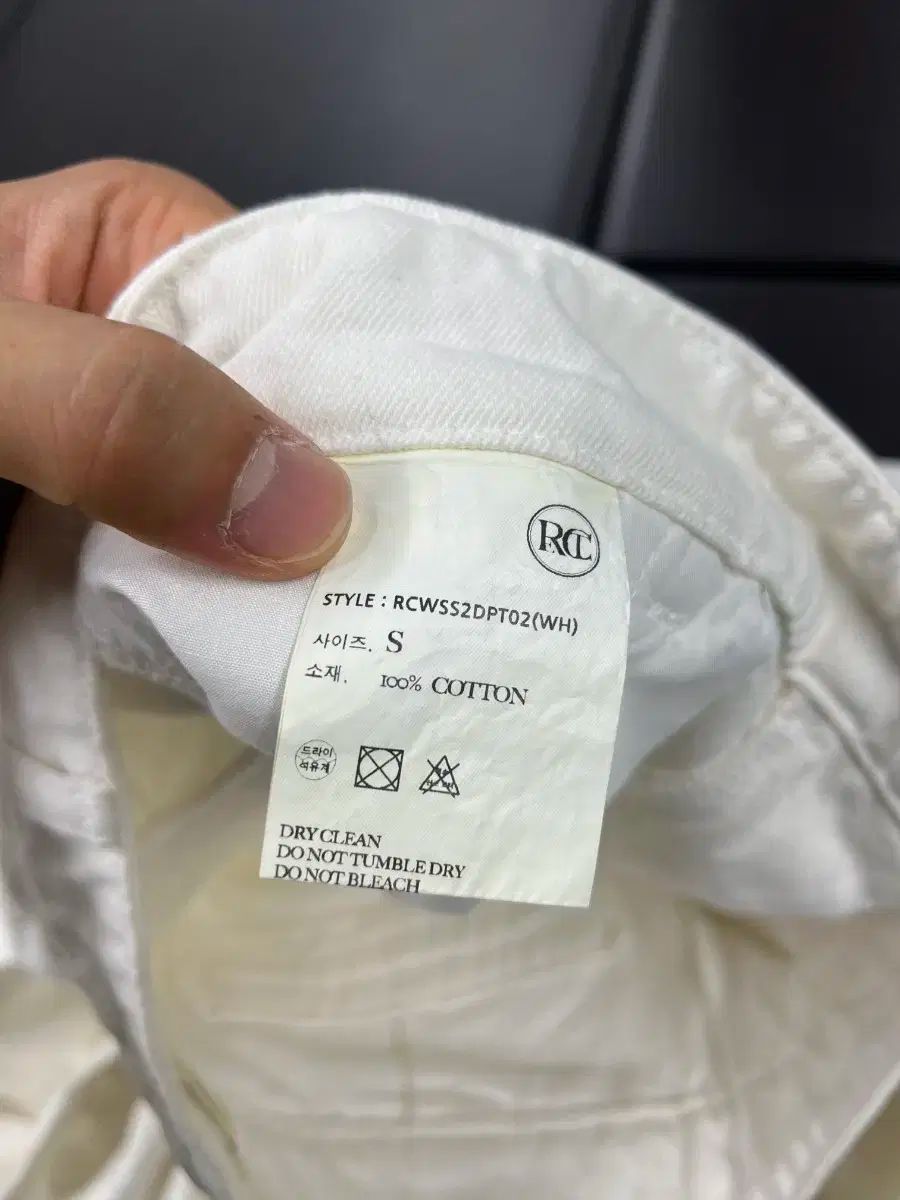 RCC
STYLE : RCWSS2DPT02(WH)
사이즈. S
소재. 100% COTTON
드라이
석유계
DRY CLEAN
DO NOT TUMBLE DRY
DO NOT BLEACH